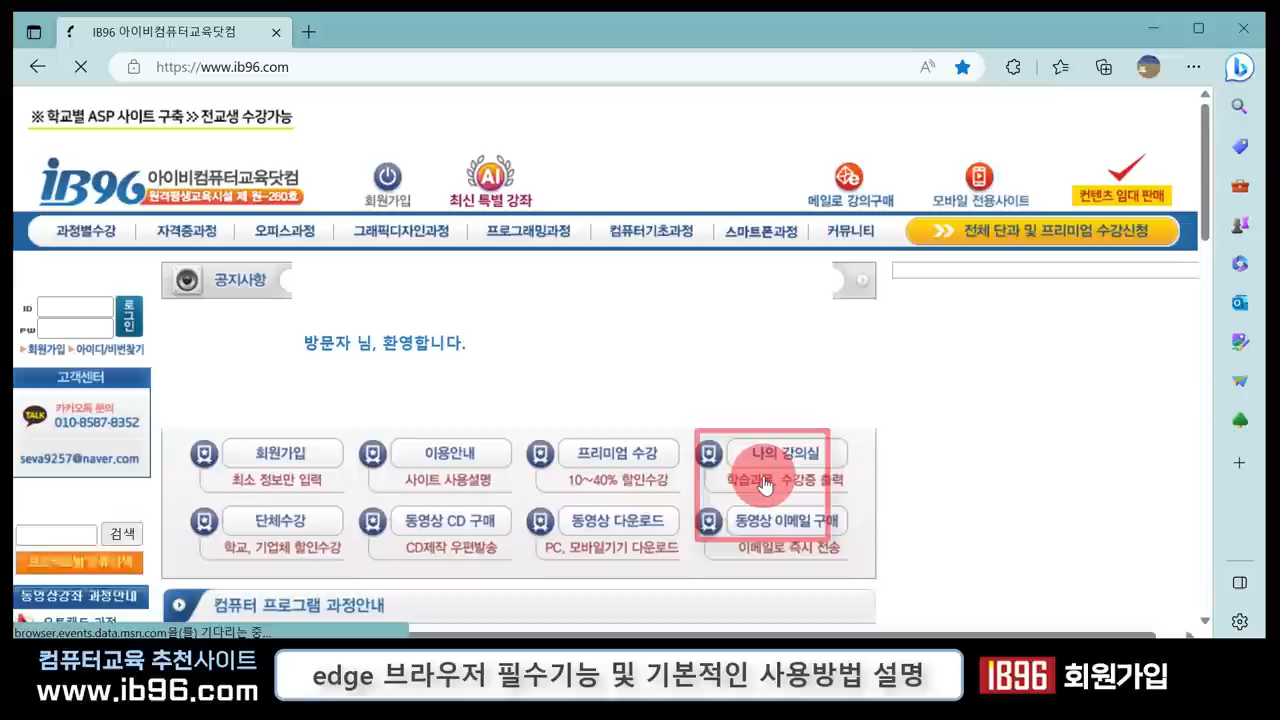 IB96 아이비컴퓨터교육닷컴
https://www.ib96.com
※ 학교별 ASP 사이트 구축 >> 전교생 수강가능
iB96 아이비컴퓨터교육닷컴
원격평생교육시설 제 원-260호
회원가입
AI
최신 특별 강좌
메일로 강의구매
모바일 전용사이트
컨텐츠 임대 판매
과정별수강 자격증과정 오피스과정 그래픽디자인과정 프로그래밍과정 컴퓨터기초과정 스마트폰과정 커뮤니티 전체 단과 및 프리미엄 수강신청
공지사항
ID
PW
로그인
회원가입 아이디/비번찾기
방문자 님, 환영합니다.
고객센터
TALK 카카오톡 문의
010-8587-8352
seva9257@naver.com
회원가입 이용안내 프리미엄 수강 나의 강의실
최소 정보만 입력 사이트 사용설명 10~40% 할인수강 학습과목, 수강증 출력
단체수강 동영상 CD 구매 동영상 다운로드 동영상 이메일 구매
학교, 기업체 할인수강 CD제작 우편발송 PC, 모바일기기 다운로드 이메일로 즉시 전송
검색
동영상강좌 과정안내
컴퓨터 프로그램 과정안내
browser.events.data.msn.com을(를) 기다리는 중...
컴퓨터교육 추천사이트
www.ib96.com
edge 브라우저 필수기능 및 기본적인 사용방법 설명
IB96 회원가입